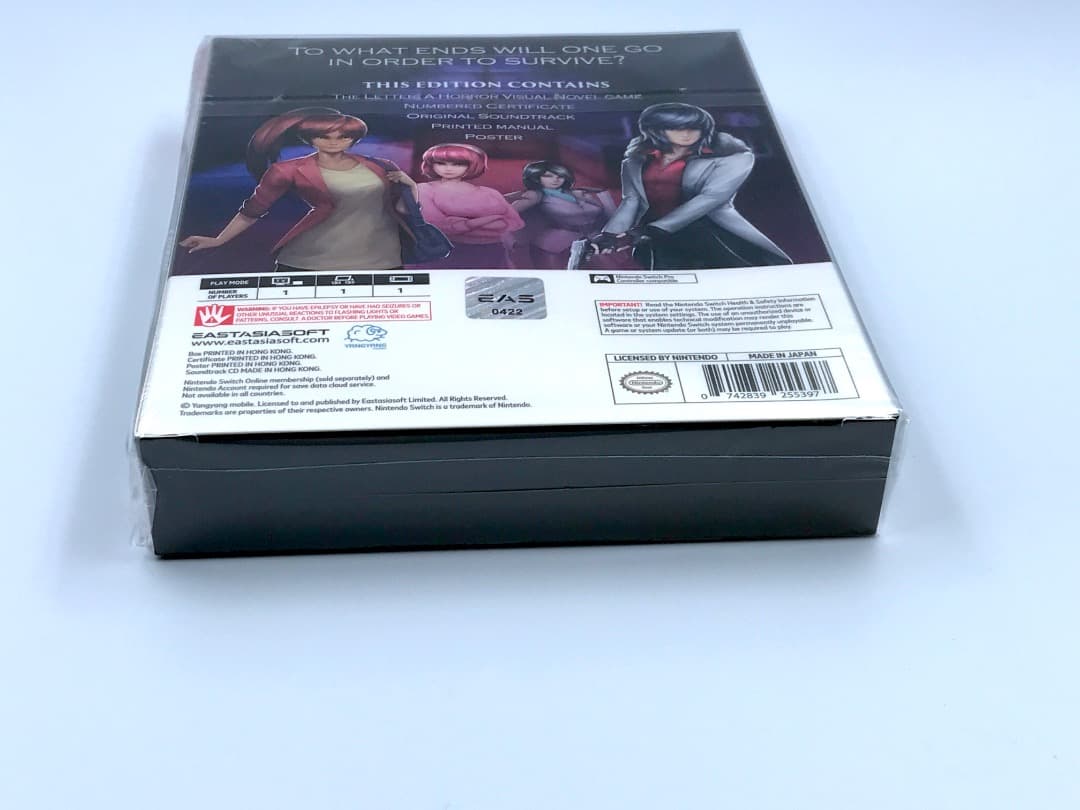 TO WHAT ENDS WILL ONE GO
IN ORDER TO SURVIVE?
THIS EDITION CONTAINS
THE LETTER: A HORROR VISUAL NOVEL GAME
NUMBERED CERTIFICATE
ORIGINAL SOUNDTRACK
PRINTED MANUAL
POSTER
PLAY MODE
NUMBER OF PLAYERS
1
1
1
WARNING: IF YOU HAVE EPILEPSY OR HAVE HAD SEIZURES OR
OTHER UNUSUAL REACTIONS TO FLASHING LIGHTS OR
PATTERNS, CONSULT A DOCTOR BEFORE PLAYING VIDEO GAMES.
EASTASIASOFT
www.eastasiasoft.com
YANGYANG
Box PRINTED IN HONG KONG.
Certificate PRINTED IN HONG KONG.
Poster PRINTED IN HONG KONG.
Soundtrack CD MADE IN HONG KONG.
Nintendo Switch Online membership (sold separately) and
Nintendo Account required for save data cloud service.
Not available in all countries.
© Yangyang mobile. Licensed to and published by Eastasiasoft Limited. All Rights Reserved.
Trademarks are properties of their respective owners. Nintendo Switch is a trademark of Nintendo.
EAS
0422
Nintendo Switch Pro
Controller compatible
IMPORTANT! Read the Nintendo Switch Health & Safety Information
before setup or use of your system. The operation instructions are
located in the system settings. The use of an unauthorized device or
software that enables technical modification may render this
software or your Nintendo Switch system permanently unplayable.
A game or system update (or both) may be required to play.
LICENSED BY NINTENDO
MADE IN JAPAN
Nintendo
0 742839 255397